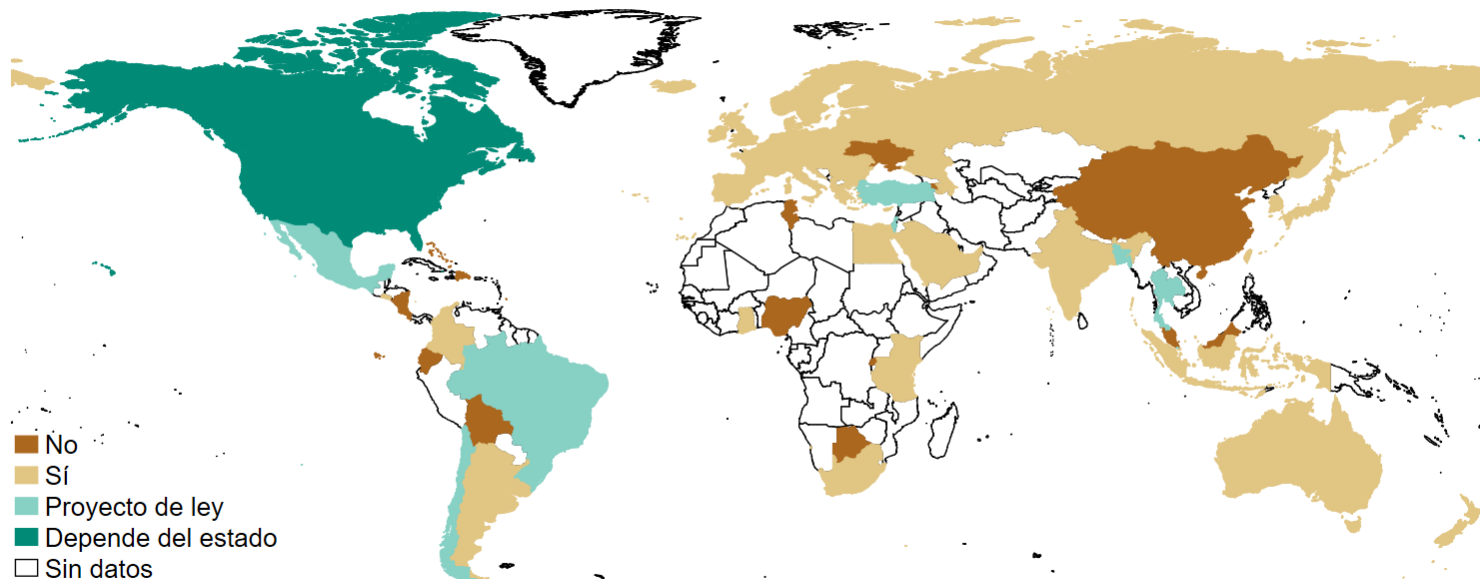 No
Sí
Proyecto de ley
Depende del estado
Sin datos